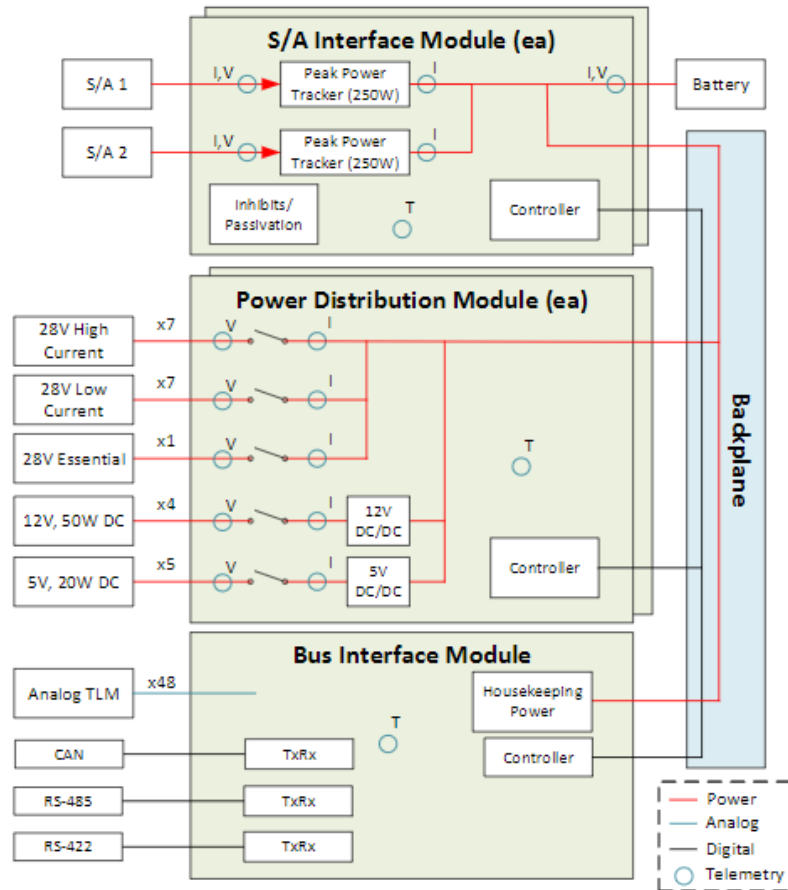 S/A Interface Module (ea)
S/A 1
I, V
Peak Power
Tracker (250W)
I
I, V
Battery
S/A 2
I, V
Peak Power
Tracker (250W)
I
Inhibits/
Passivation
T
Controller
Power Distribution Module (ea)
28V High
Current
x7
V
I
28V Low
Current
x7
V
I
28V Essential
x1
V
I
T
12V, 50W DC
x4
V
I
12V
DC/DC
5V, 20W DC
x5
V
I
5V
DC/DC
Controller
Backplane
Bus Interface Module
Analog TLM
x48
Housekeeping
Power
T
Controller
CAN
TxRx
RS-485
TxRx
RS-422
TxRx
Power
Analog
Digital
Telemetry